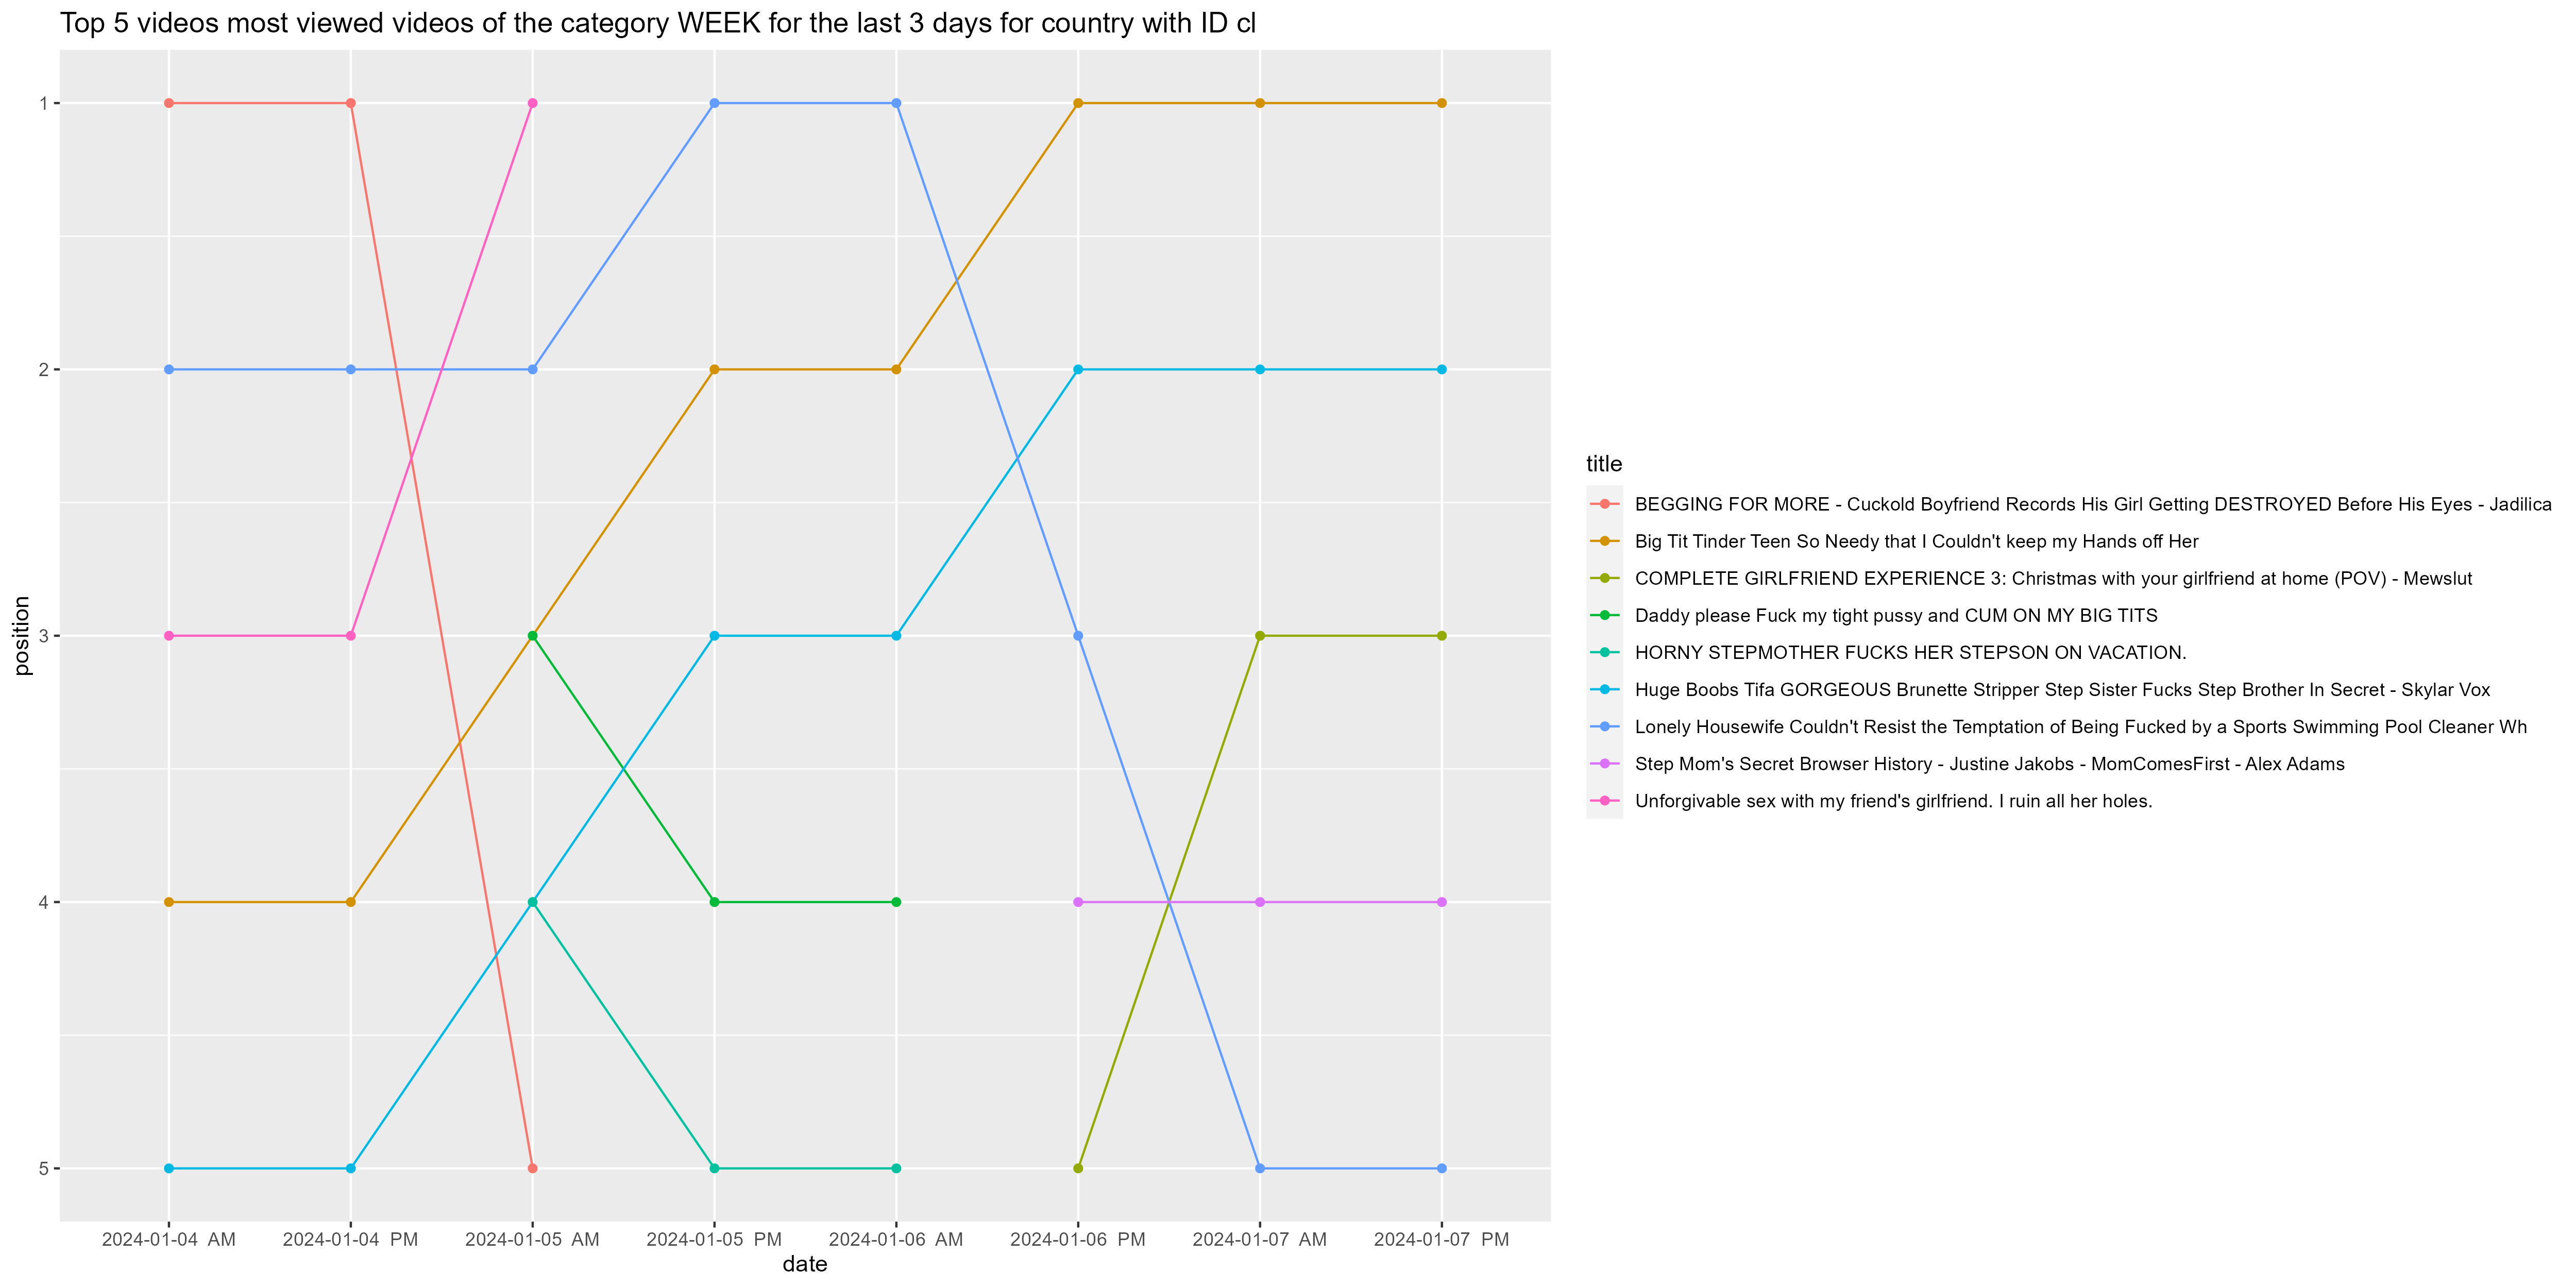 Top 5 videos most viewed videos of the category WEEK for the last 3 days for country with ID cl
position
1
2
3
4
5
2024-01-04 AM
2024-01-04 PM
2024-01-05 AM
2024-01-05 PM
2024-01-06 AM
2024-01-06 PM
2024-01-07 AM
2024-01-07 PM
date
title
BEGGING FOR MORE - Cuckold Boyfriend Records His Girl Getting DESTROYED Before His Eyes - Jadilica
Big Tit Tinder Teen So Needy that I Couldn't keep my Hands off Her
COMPLETE GIRLFRIEND EXPERIENCE 3: Christmas with your girlfriend at home (POV) - Mewslut
Daddy please Fuck my tight pussy and CUM ON MY BIG TITS
HORNY STEPMOTHER FUCKS HER STEPSON ON VACATION.
Huge Boobs Tifa GORGEOUS Brunette Stripper Step Sister Fucks Step Brother In Secret - Skylar Vox
Lonely Housewife Couldn't Resist the Temptation of Being Fucked by a Sports Swimming Pool Cleaner Wh
Step Mom's Secret Browser History - Justine Jakobs - MomComesFirst - Alex Adams
Unforgivable sex with my friend's girlfriend. I ruin all her holes.